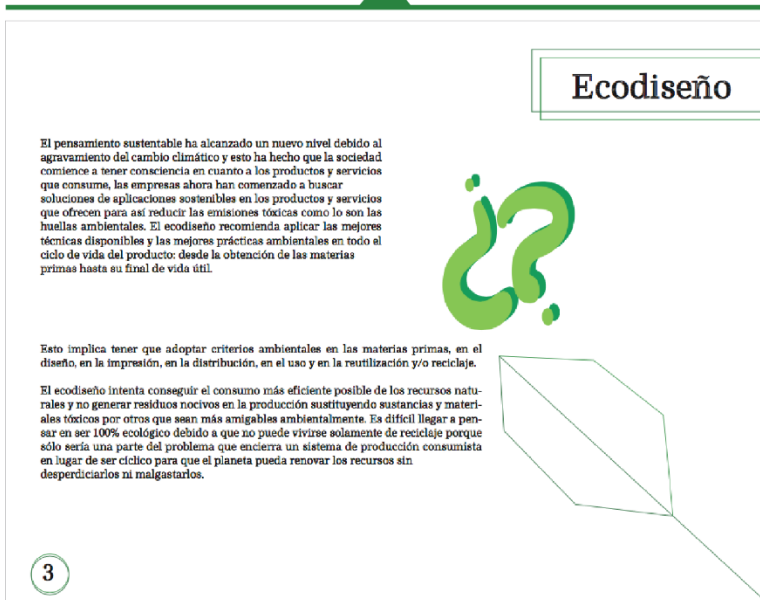 Ecodiseño
El pensamiento sustentable ha alcanzado un nuevo nivel debido al
agravamiento del cambio climático y esto ha hecho que la sociedad
comience a tener consciencia en cuanto a los productos y servicios
que consume, las empresas ahora han comenzado a buscar
soluciones de aplicaciones sostenibles en los productos y servicios
que ofrecen para así reducir las emisiones tóxicas como lo son las
huellas ambientales. El ecodiseño recomienda aplicar las mejores
técnicas disponibles y las mejores prácticas ambientales en todo el
ciclo de vida del producto: desde la obtención de las materias
primas hasta su final de vida útil.
¿?
Esto implica tener que adoptar criterios ambientales en las materias primas, en el
diseño, en la impresión, en la distribución, en el uso y en la reutilización y/o reciclaje.
El ecodiseño intenta conseguir el consumo más eficiente posible de los recursos natu-
rales y no generar residuos nocivos en la producción sustituyendo sustancias y materi-
ales tóxicos por otros que sean más amigables ambientalmente. Es difícil llegar a pen-
sar en ser 100% ecológico debido a que no puede vivirse solamente de reciclaje porque
sólo sería una parte del problema que encierra un sistema de producción consumista
en lugar de ser cíclico para que el planeta pueda renovar los recursos sin
desperdiciarlos ni malgastarlos.
3